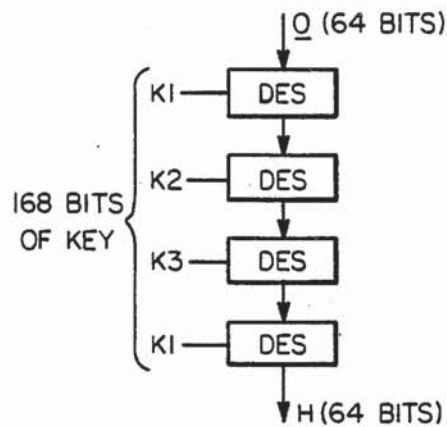 O (64 BITS)
K1
DES
K2
DES
168 BITS
OF KEY
K3
DES
K1
DES
H (64 BITS)